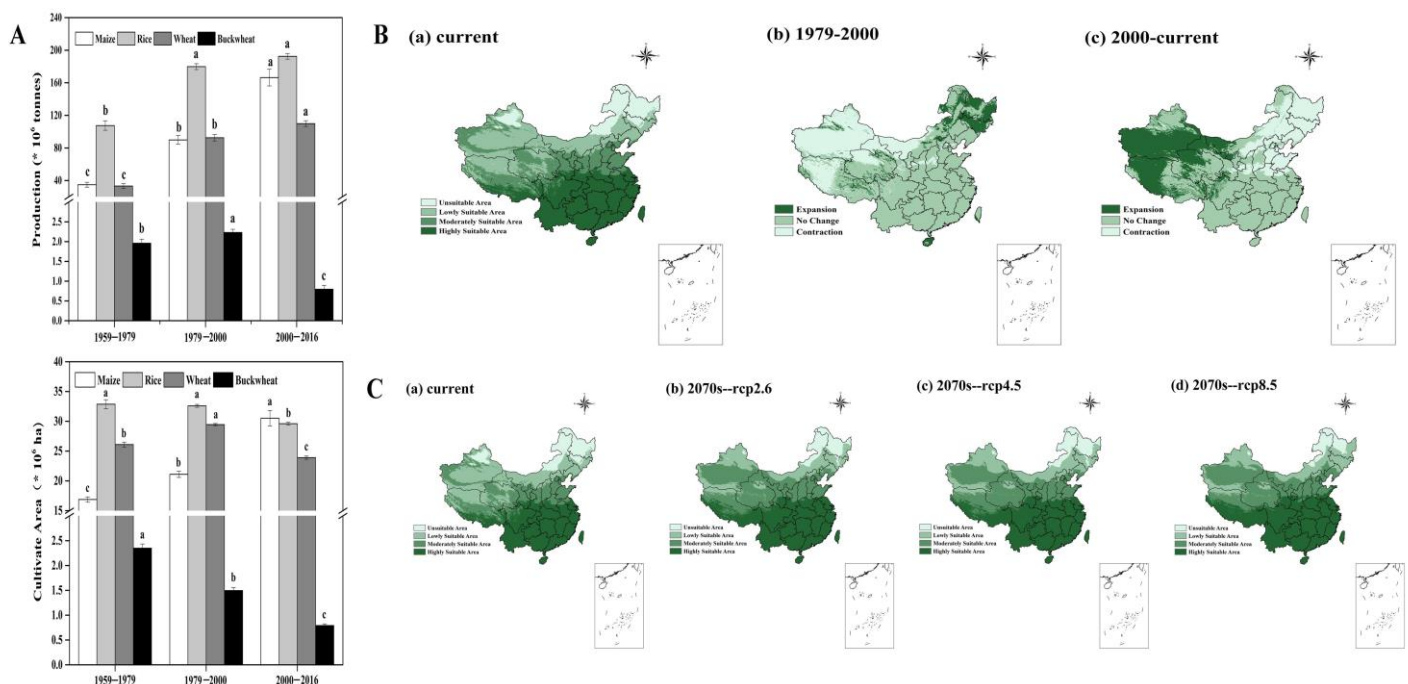 A
Production (* 10⁶ tonnes)
240
200
160
120
80
40
2.5
2.0
1.5
1.0
0.5
0.0
Maize Rice Wheat Buckwheat
c b c b
b a b a
a a a c
1959–1979 1979–2000 2000–2016
Cultivate Area (* 10⁶ ha)
40
35
30
25
20
15
2.5
2.0
1.5
1.0
0.5
0.0
Maize Rice Wheat Buckwheat
c a b a
b a a b
a b c c
1959–1979 1979–2000 2000–2016
B
(a) current
Unsuitable Area
Lowly Suitable Area
Moderately Suitable Area
Highly Suitable Area
(b) 1979-2000
Expansion
No Change
Contraction
(c) 2000-current
Expansion
No Change
Contraction
C
(a) current
Unsuitable Area
Lowly Suitable Area
Moderately Suitable Area
Highly Suitable Area
(b) 2070s--rcp2.6
Unsuitable Area
Lowly Suitable Area
Moderately Suitable Area
Highly Suitable Area
(c) 2070s--rcp4.5
Unsuitable Area
Lowly Suitable Area
Moderately Suitable Area
Highly Suitable Area
(d) 2070s--rcp8.5
Unsuitable Area
Lowly Suitable Area
Moderately Suitable Area
Highly Suitable Area